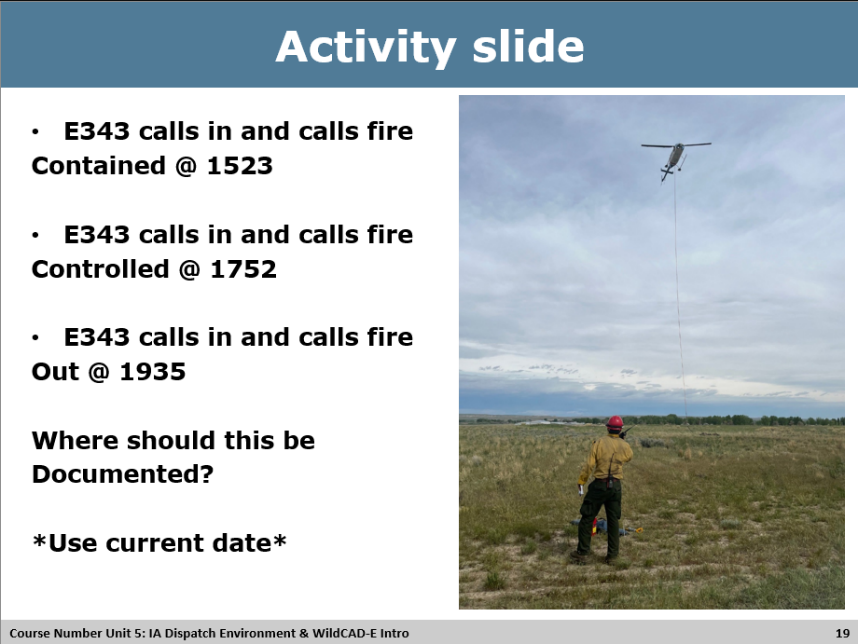 Activity slide
• E343 calls in and calls fire
Contained @ 1523
• E343 calls in and calls fire
Controlled @ 1752
• E343 calls in and calls fire
Out @ 1935
Where should this be
Documented?
*Use current date*
Course Number Unit 5: IA Dispatch Environment & WildCAD-E Intro
19